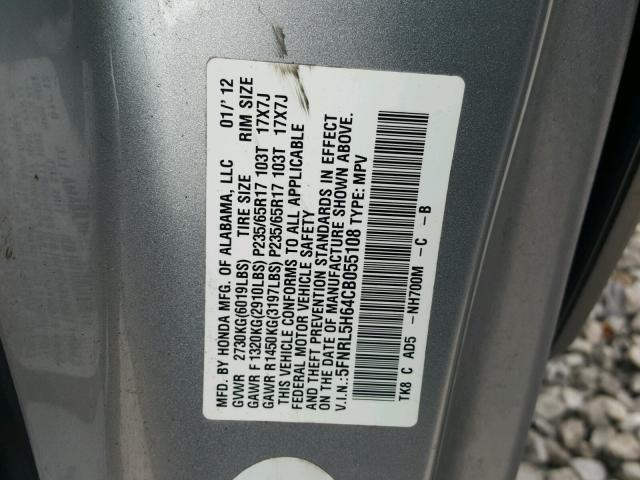 MFD. BY HONDA MFG. OF ALABAMA, LLC 01/' 12
GVWR 2730KG(6019LBS) TIRE SIZE RIM SIZE
GAWR F 1320KG(2910LBS) P235/65R17 103T 17X7J
GAWR R1450KG(3197LBS) P235/65R17 103T 17X7J
THIS VEHICLE CONFORMS TO ALL APPLICABLE
FEDERAL MOTOR VEHICLE SAFETY
AND THEFT PREVENTION STANDARDS IN EFFECT
ON THE DATE OF MANUFACTURE SHOWN ABOVE.
V.I.N.:5FNRL5H64CB055108 TYPE: MPV
TK8 C AD5 -NH700M -C -B